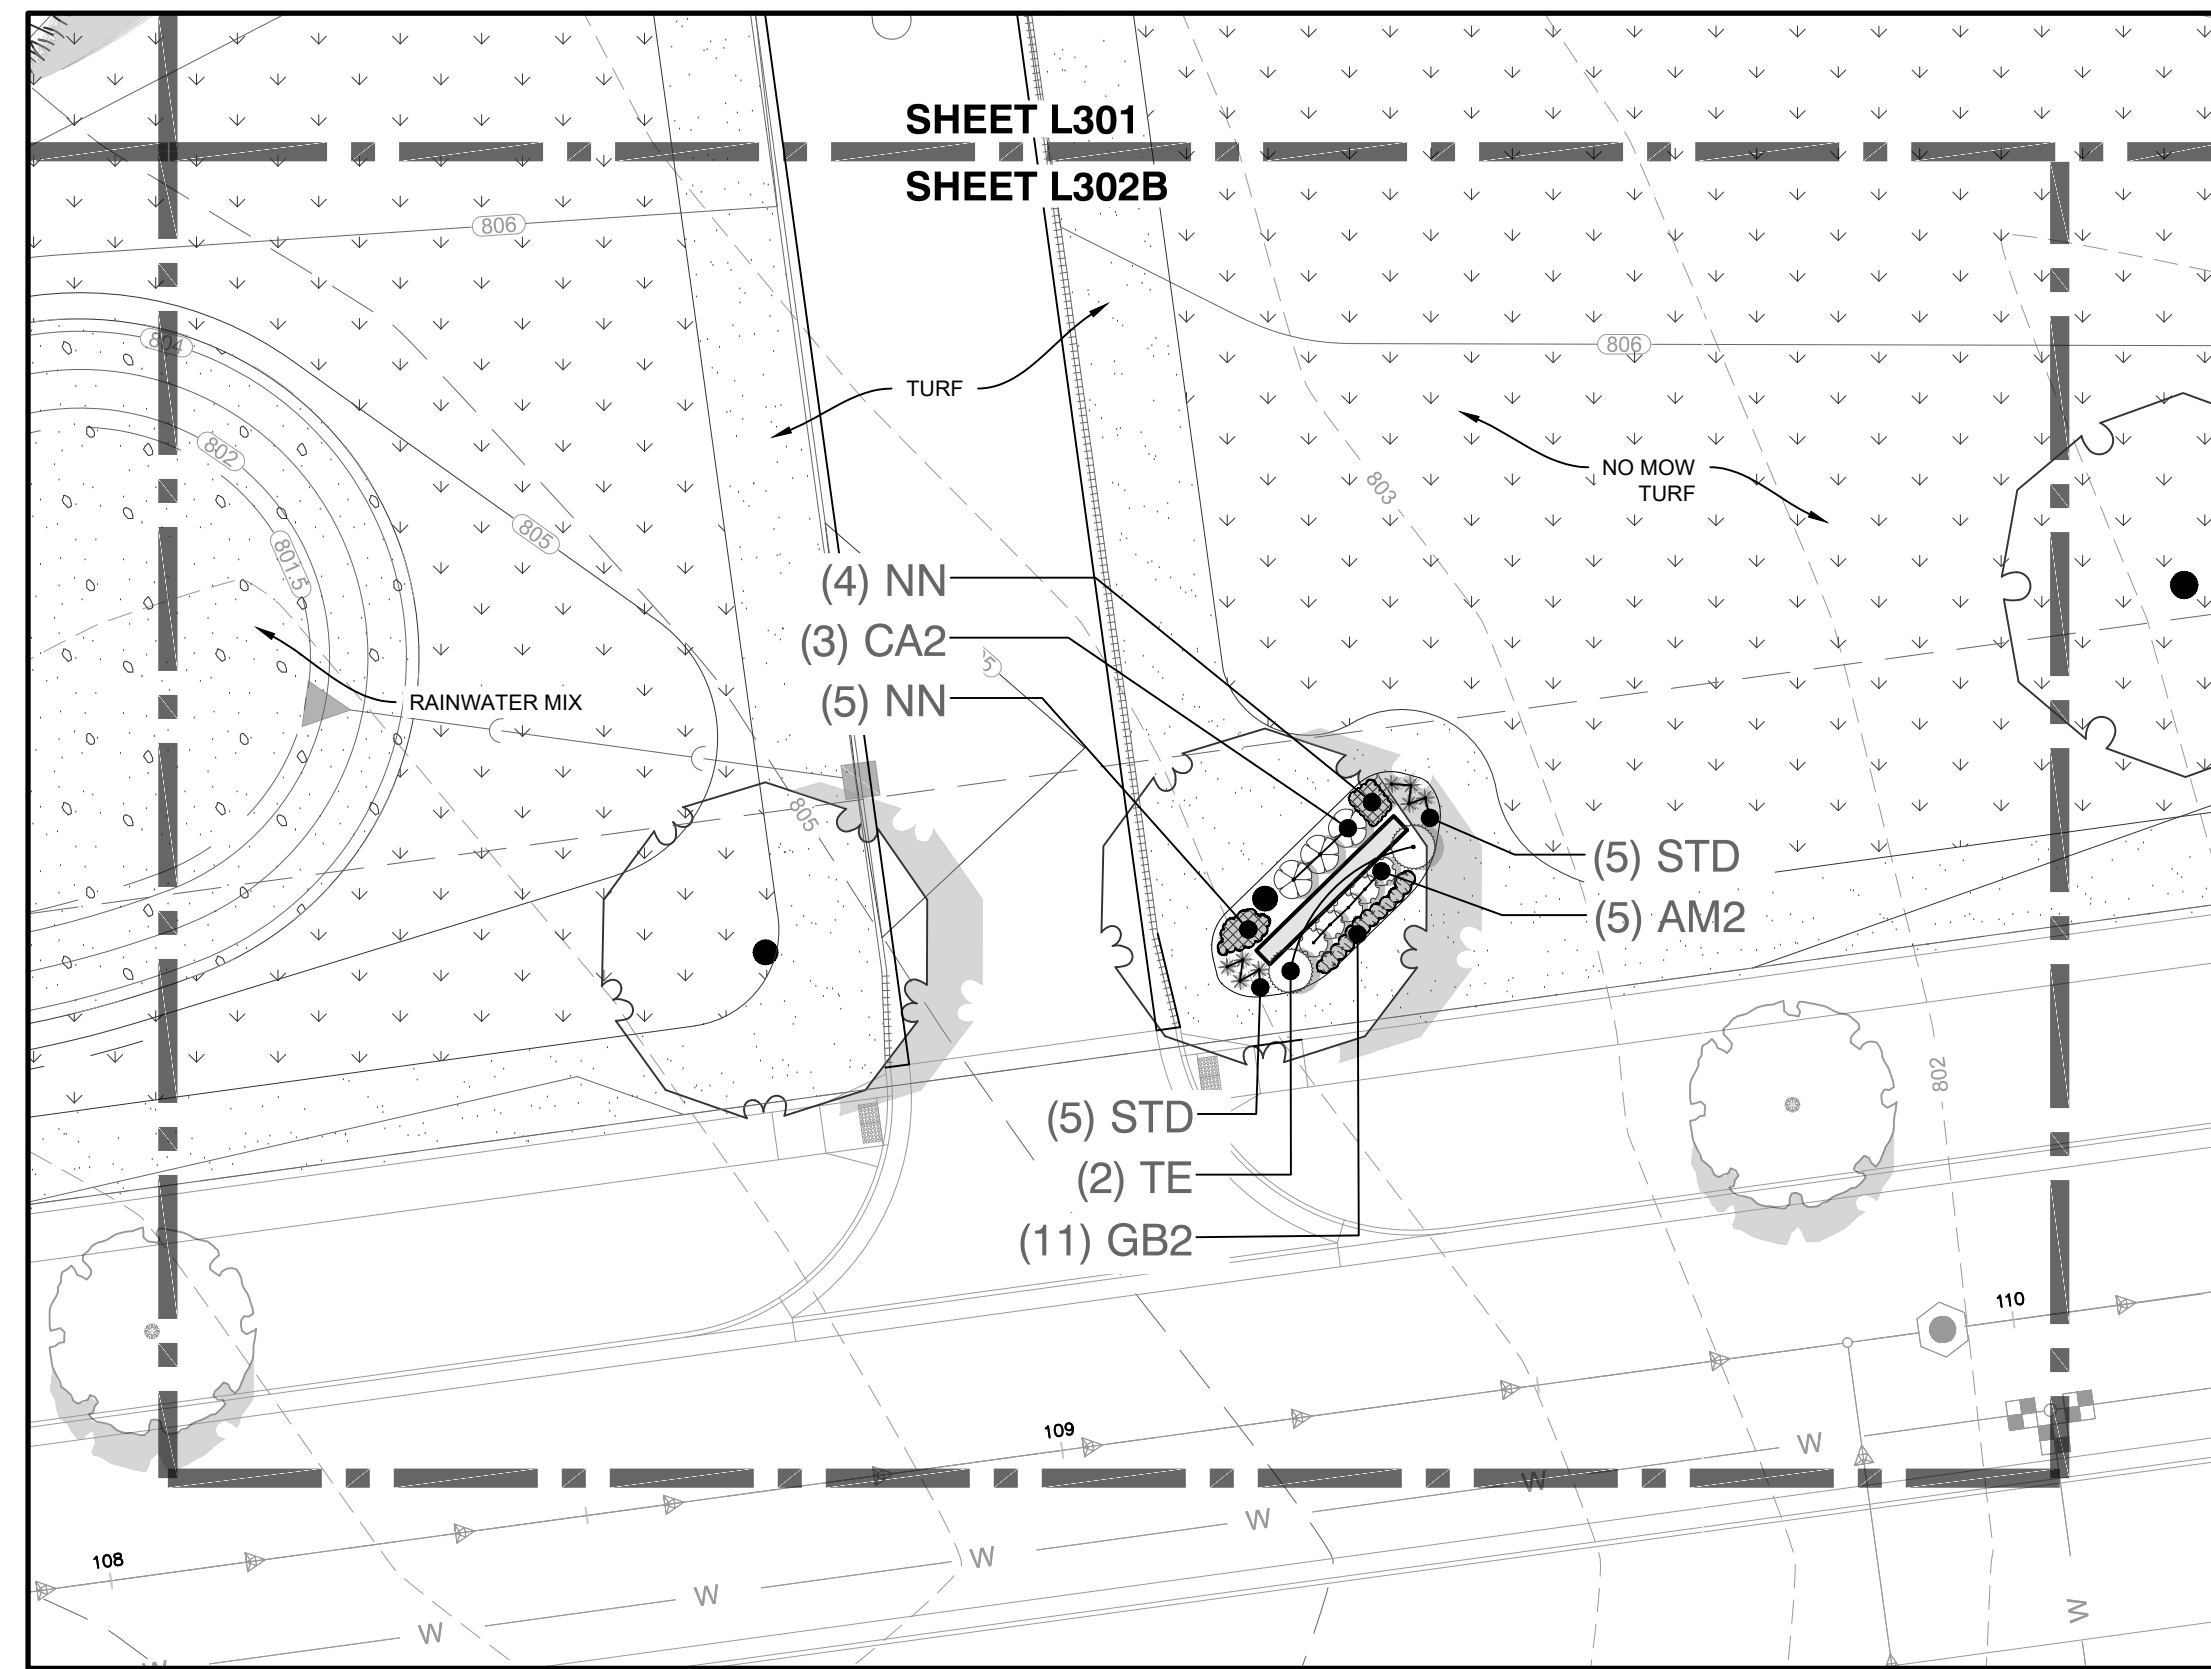 SHEET L301
SHEET L302B
806
804
806
TURF
802
NO MOW
TURF
803
805
801.5
(4) NN
(3) CA2
5
(5) NN
RAINWATER MIX
805
(5) STD
(5) AM2
802
(5) STD
(2) TE
(11) GB2
110
109
W
W
W
108
W
W
W
W
W